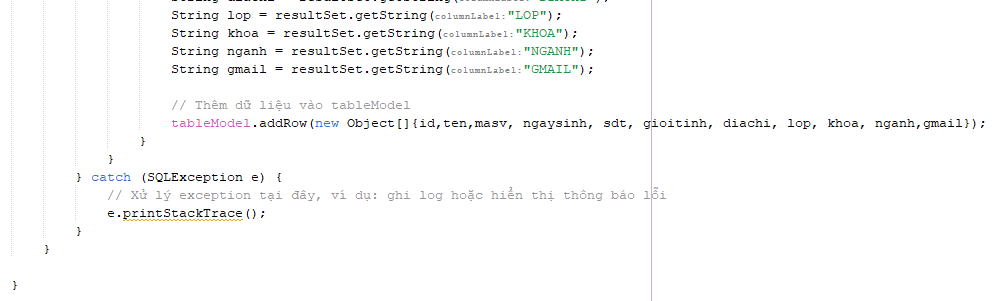 String lop = resultSet.getString(columnLabel:"LOP");
String khoa = resultSet.getString(columnLabel:"KHOA");
String nganh = resultSet.getString(columnLabel:"NGANH");
String gmail = resultSet.getString(columnLabel:"GMAIL");
// Thêm dữ liệu vào tableModel
tableModel.addRow(new Object[]{id,ten,masv, ngaysinh, sdt, gioitinh, diachi, lop, khoa, nganh,gmail});
}
}
} catch (SQLException e) {
// Xử lý exception tại đây, ví dụ: ghi log hoặc hiển thị thông báo lỗi
e.printStackTrace();
}
}
}